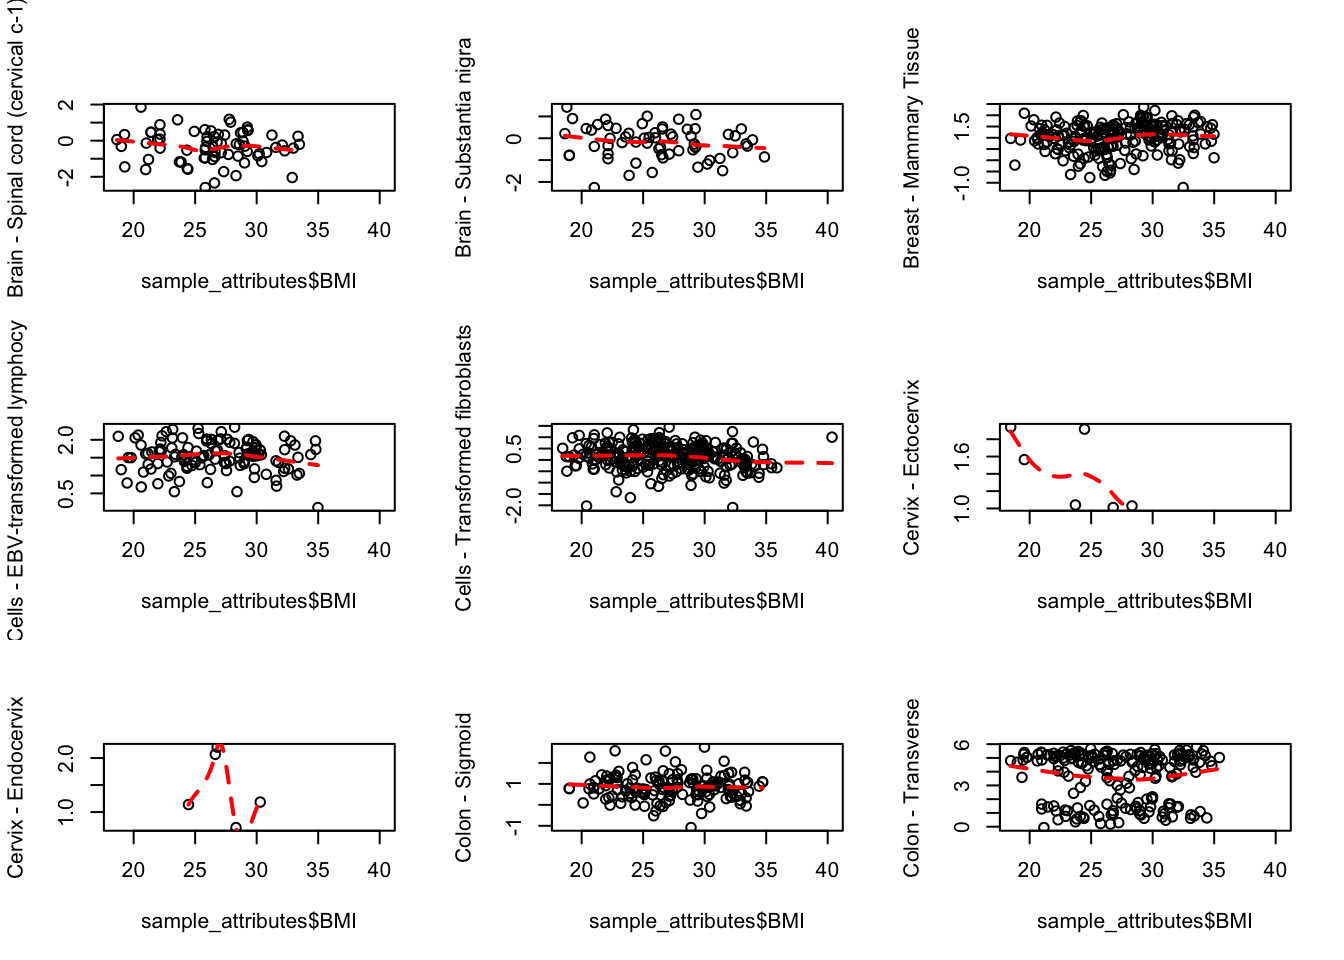 Brain - Spinal cord (cervical c-1)
2
0
-2
20 25 30 35 40
sample_attributes$BMI
Brain - Substantia nigra
0
-2
20 25 30 35 40
sample_attributes$BMI
Breast - Mammary Tissue
1.5
-1.0
20 25 30 35 40
sample_attributes$BMI
Cells - EBV-transformed lymphocy
2.0
0.5
20 25 30 35 40
sample_attributes$BMI
Cells - Transformed fibroblasts
0.5
-2.0
20 25 30 35 40
sample_attributes$BMI
Cervix - Ectocervix
1.6
1.0
20 25 30 35 40
sample_attributes$BMI
Cervix - Endocervix
2.0
1.0
20 25 30 35 40
sample_attributes$BMI
Colon - Sigmoid
1
-1
20 25 30 35 40
sample_attributes$BMI
Colon - Transverse
6
3
0
20 25 30 35 40
sample_attributes$BMI